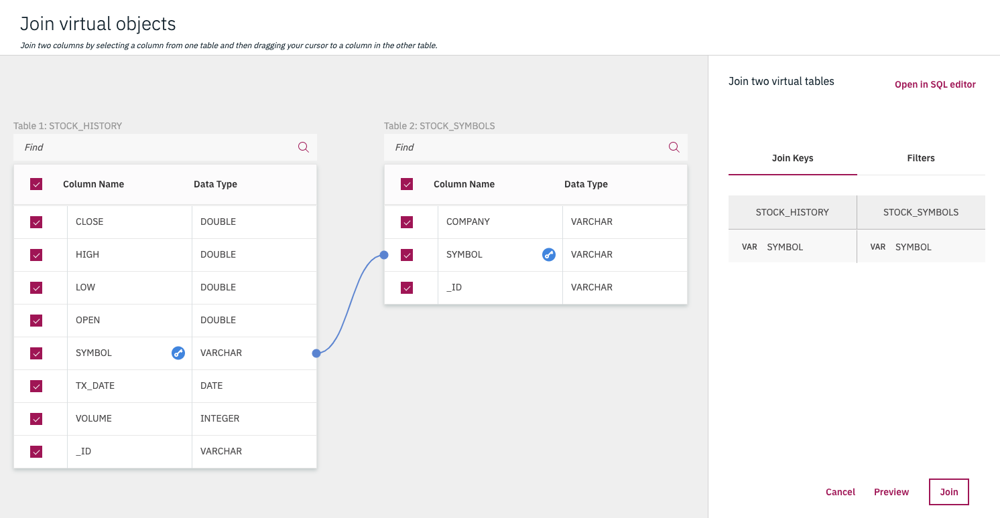 Join virtual objects
Join two columns by selecting a column from one table and then dragging your cursor to a column in the other table.
Table 1: STOCK_HISTORY
Find
Column Name Data Type
CLOSE DOUBLE
HIGH DOUBLE
LOW DOUBLE
OPEN DOUBLE
SYMBOL VARCHAR
TX_DATE DATE
VOLUME INTEGER
_ID VARCHAR
Table 2: STOCK_SYMBOLS
Find
Column Name Data Type
COMPANY VARCHAR
SYMBOL VARCHAR
_ID VARCHAR
Join two virtual tables
Open in SQL editor
Join Keys Filters
STOCK_HISTORY STOCK_SYMBOLS
VAR SYMBOL VAR SYMBOL
Cancel Preview Join